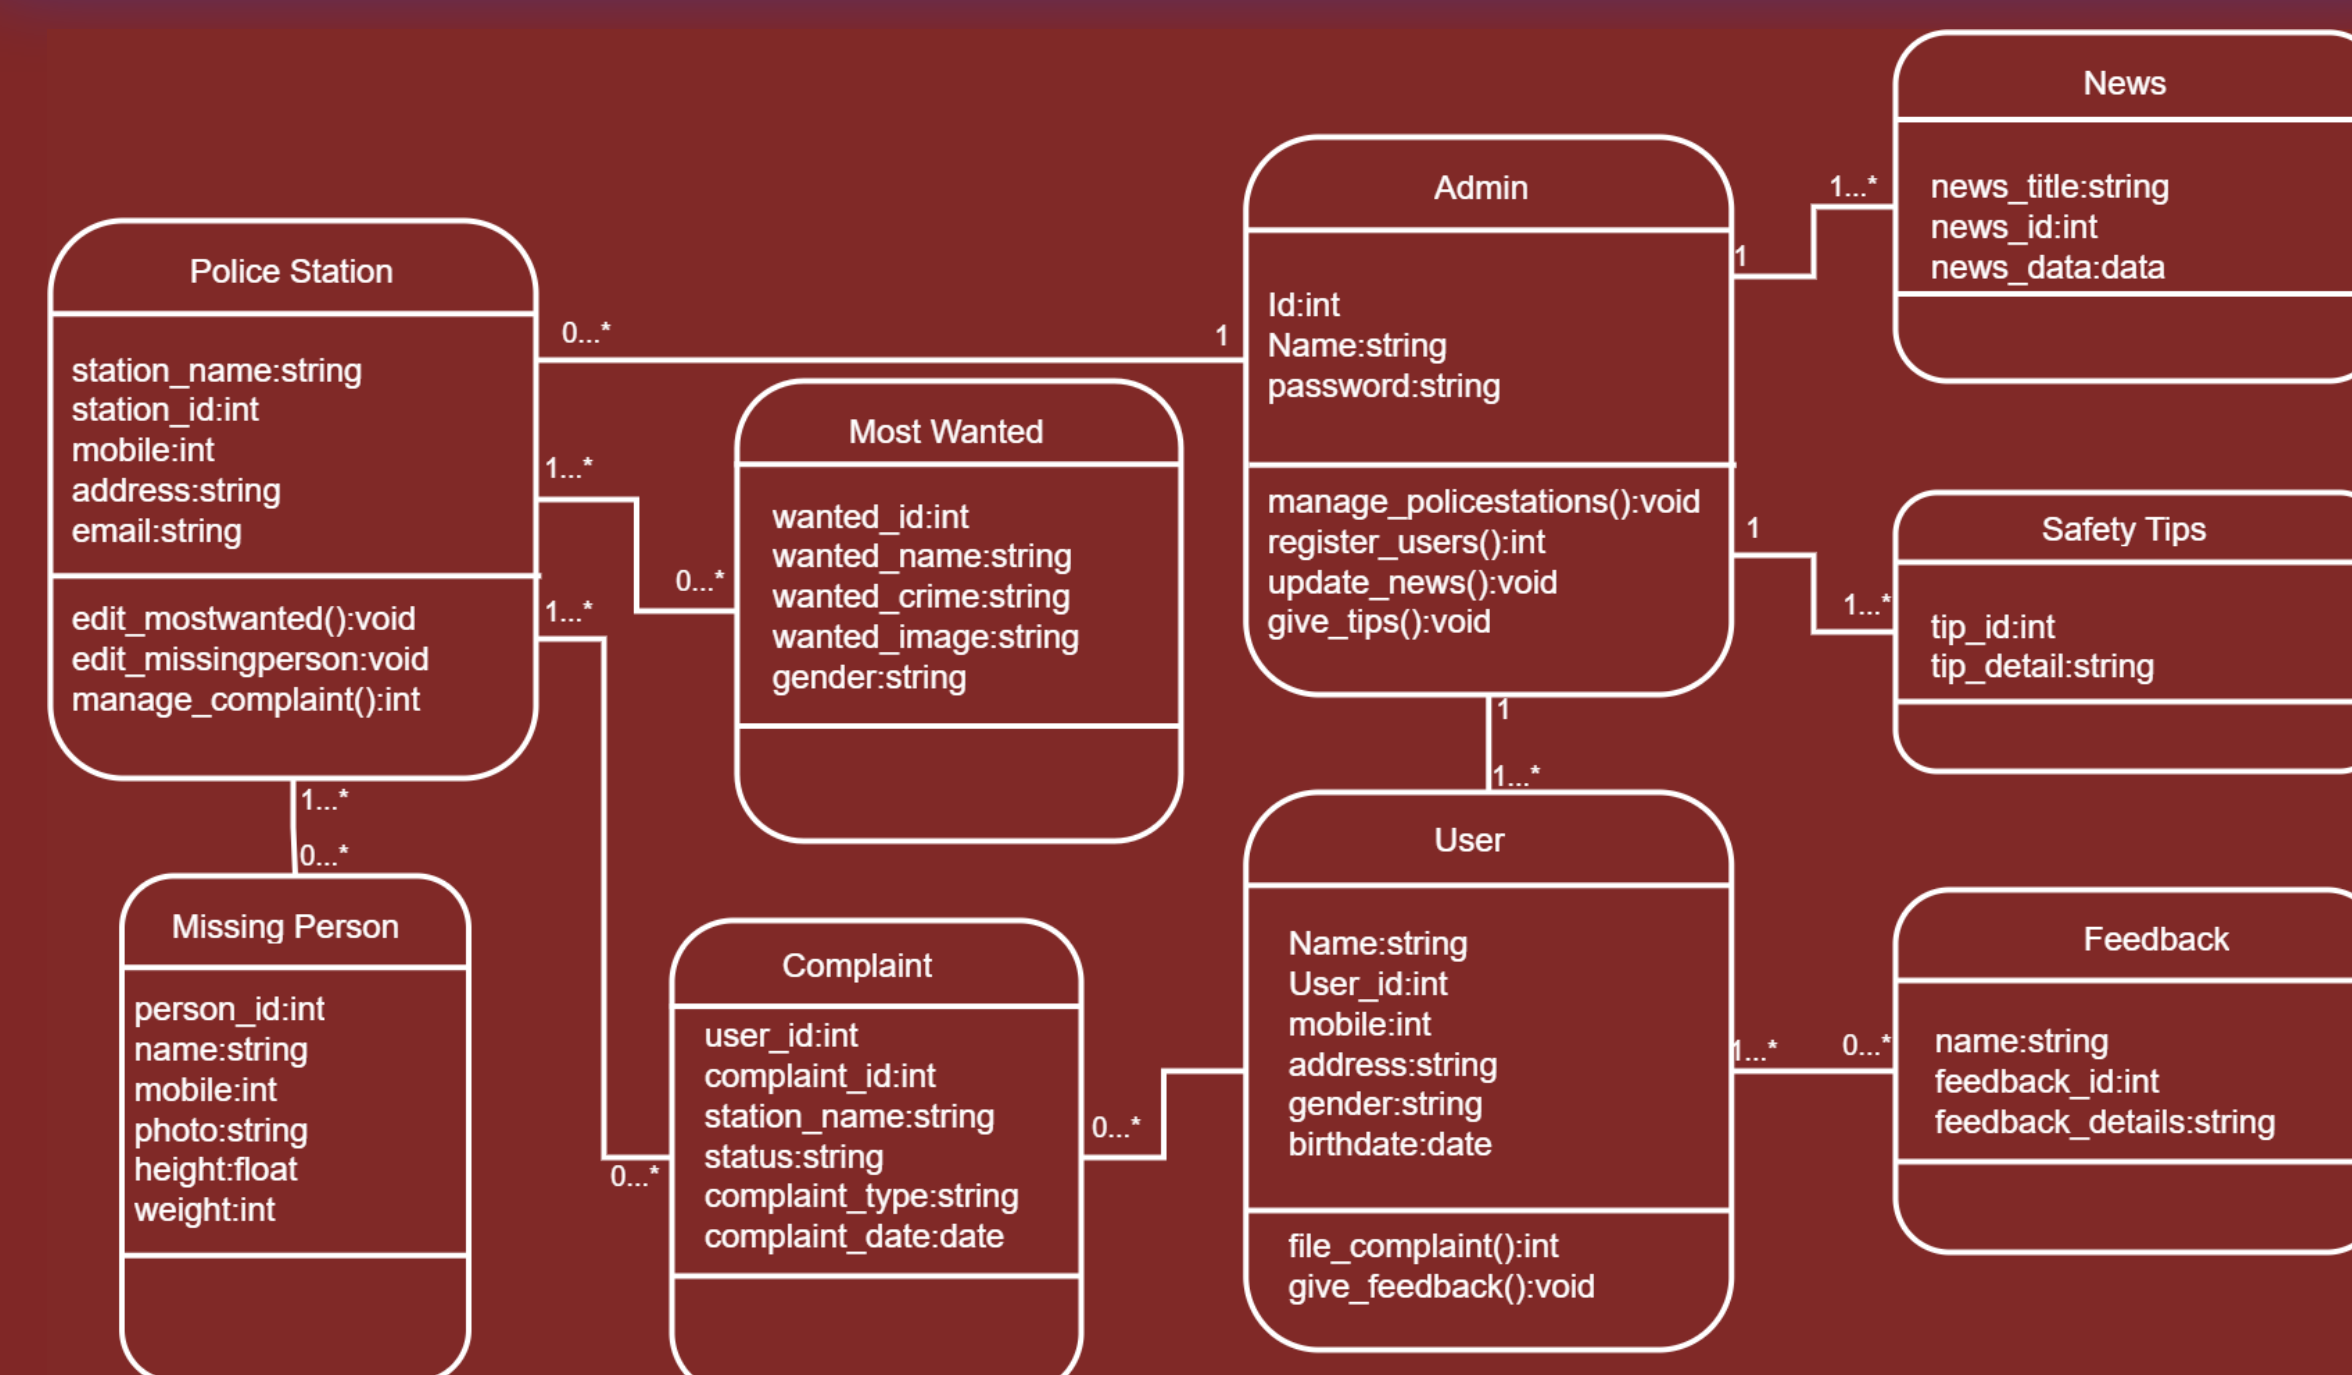 News
news_title:string
news_id:int
news_data:data
Admin
Id:int
Name:string
password:string
manage_policestations():void
register_users():int
update_news():void
give_tips():void
1
1...*
1
1
1...*
1
1...*
Police Station
station_name:string
station_id:int
mobile:int
address:string
email:string
edit_mostwanted():void
edit_missingperson:void
manage_complaint():int
0...*
1...*
0...*
1...*
0...*
1...*
0...*
Most Wanted
wanted_id:int
wanted_name:string
wanted_crime:string
wanted_image:string
gender:string
Safety Tips
tip_id:int
tip_detail:string
Missing Person
person_id:int
name:string
mobile:int
photo:string
height:float
weight:int
Complaint
user_id:int
complaint_id:int
station_name:string
status:string
complaint_type:string
complaint_date:date
0...*
User
Name:string
User_id:int
mobile:int
address:string
gender:string
birthdate:date
file_complaint():int
give_feedback():void
1...*
0...*
Feedback
name:string
feedback_id:int
feedback_details:string